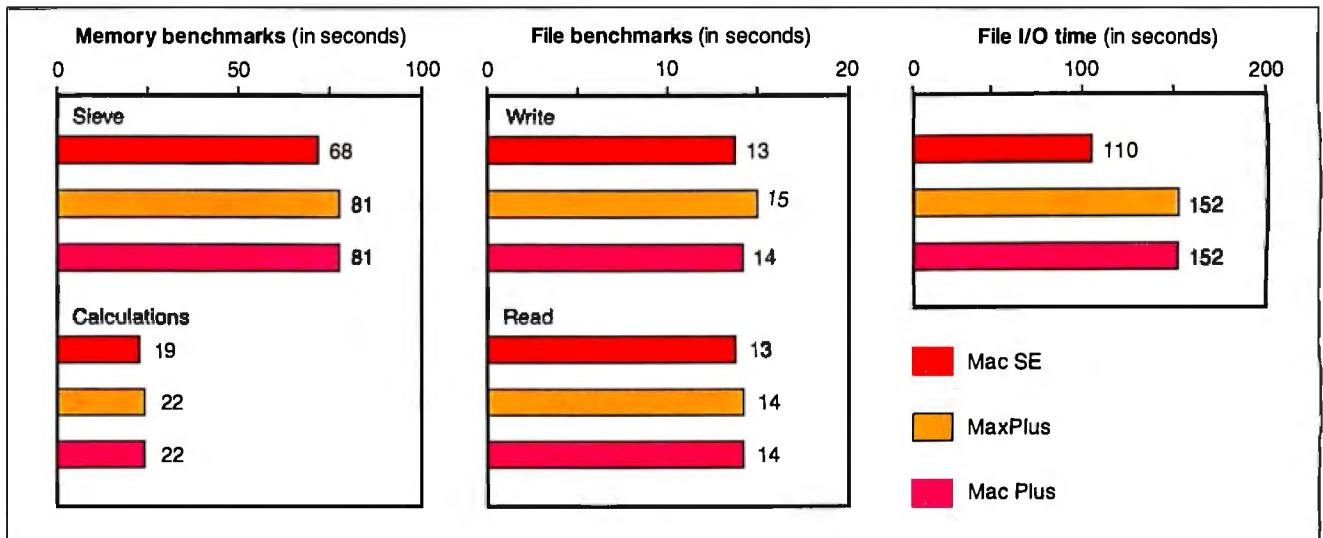 Memory benchmarks (in seconds)
0 50 100
Sieve
68
81
81
Calculations
19
22
22
File benchmarks (in seconds)
0 10 20
Write
13
15
14
Read
13
14
14
File I/O time (in seconds)
0 100 200
110
152
152
Mac SE
MaxPlus
Mac Plus